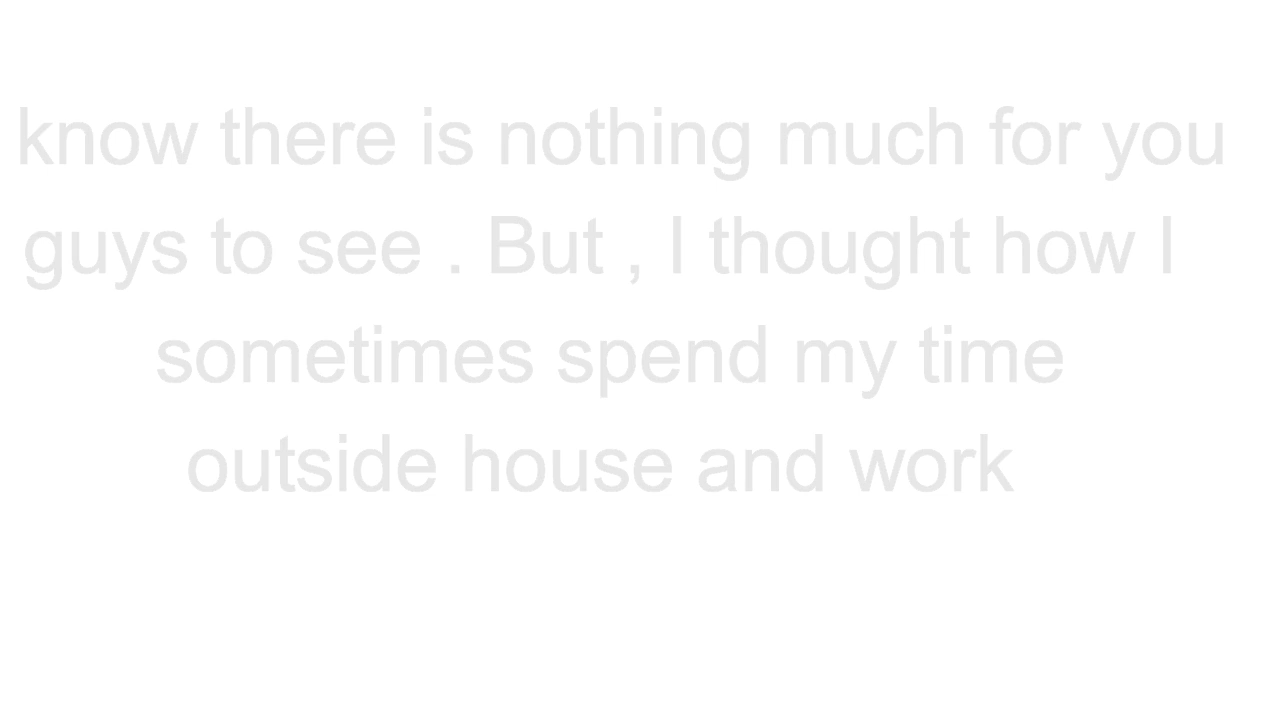 know there is nothing much for you
guys to see . But , I thought how I
sometimes spend my time
outside house and work